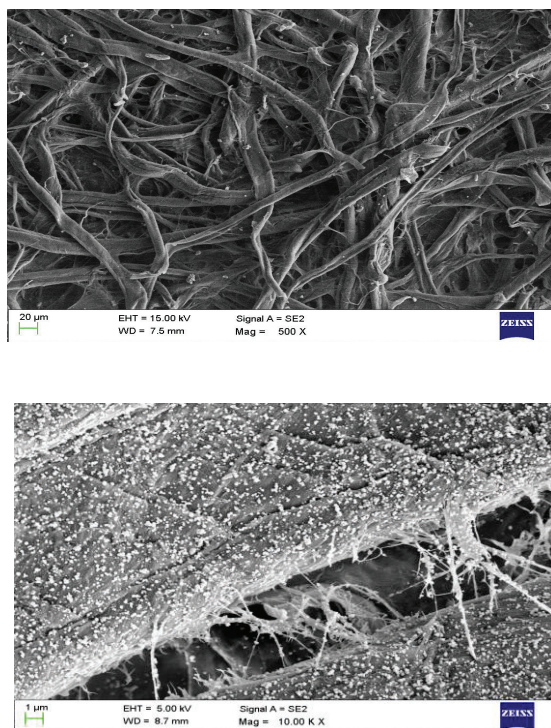 20 µm EHT = 15.00 kV Signal A = SE2 ZEISS
WD = 7.5 mm Mag = 500 X
1 µm EHT = 5.00 kV Signal A = SE2 ZEISS
WD = 8.7 mm Mag = 10.00 K X